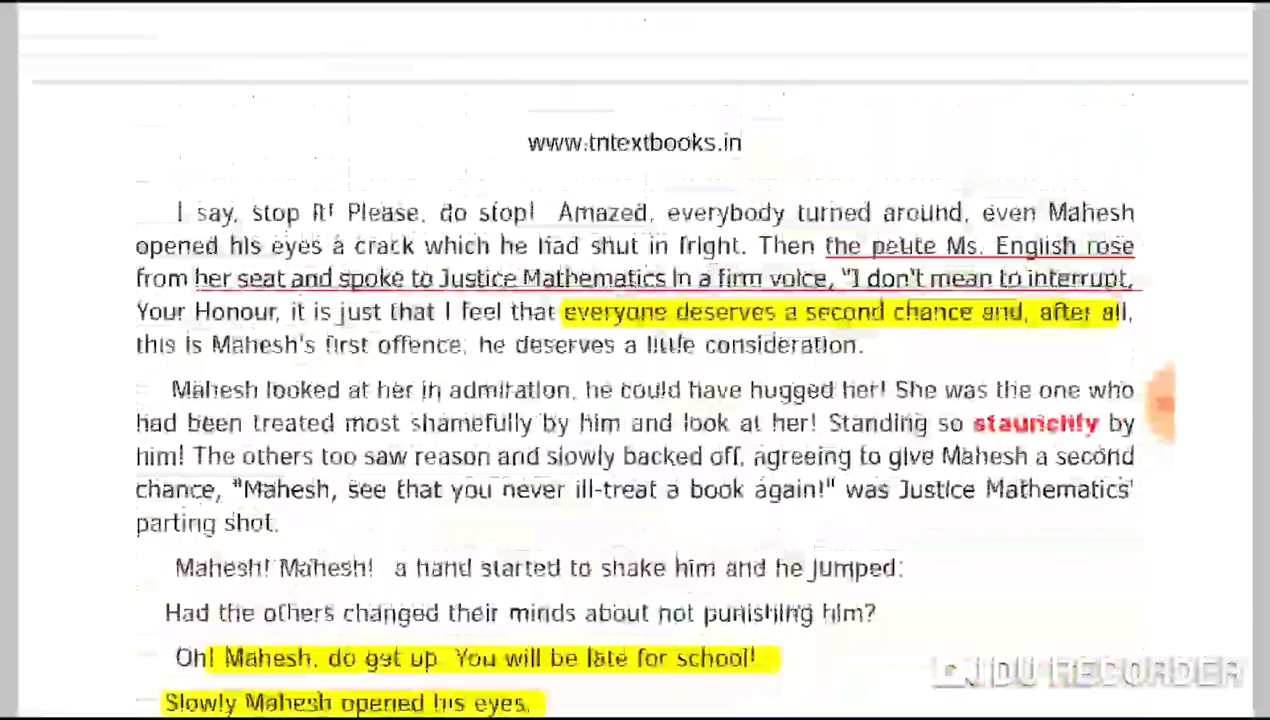 www.tntextbooks.in
I say, stop it! Please, do stop! Amazed, everybody turned around, even Mahesh
opened his eyes a crack which he had shut in fright. Then the petite Ms. English rose
from her seat and spoke to Justice Mathematics in a firm voice, "I don't mean to interrupt,
Your Honour, it is just that I feel that everyone deserves a second chance and, after all,
this is Mahesh's first offence, he deserves a little consideration.
Mahesh looked at her in admiration, he could have hugged her! She was the one who
had been treated most shamefully by him and look at her! Standing so staunchly by
him! The others too saw reason and slowly backed off, agreeing to give Mahesh a second
chance, "Mahesh, see that you never ill-treat a book again!" was Justice Mathematics'
parting shot.
Mahesh! Mahesh! a hand started to shake him and he jumped:
Had the others changed their minds about not punishing him?
Oh! Mahesh, do get up. You will be late for school!
Slowly Mahesh opened his eyes.
DU RECORDER